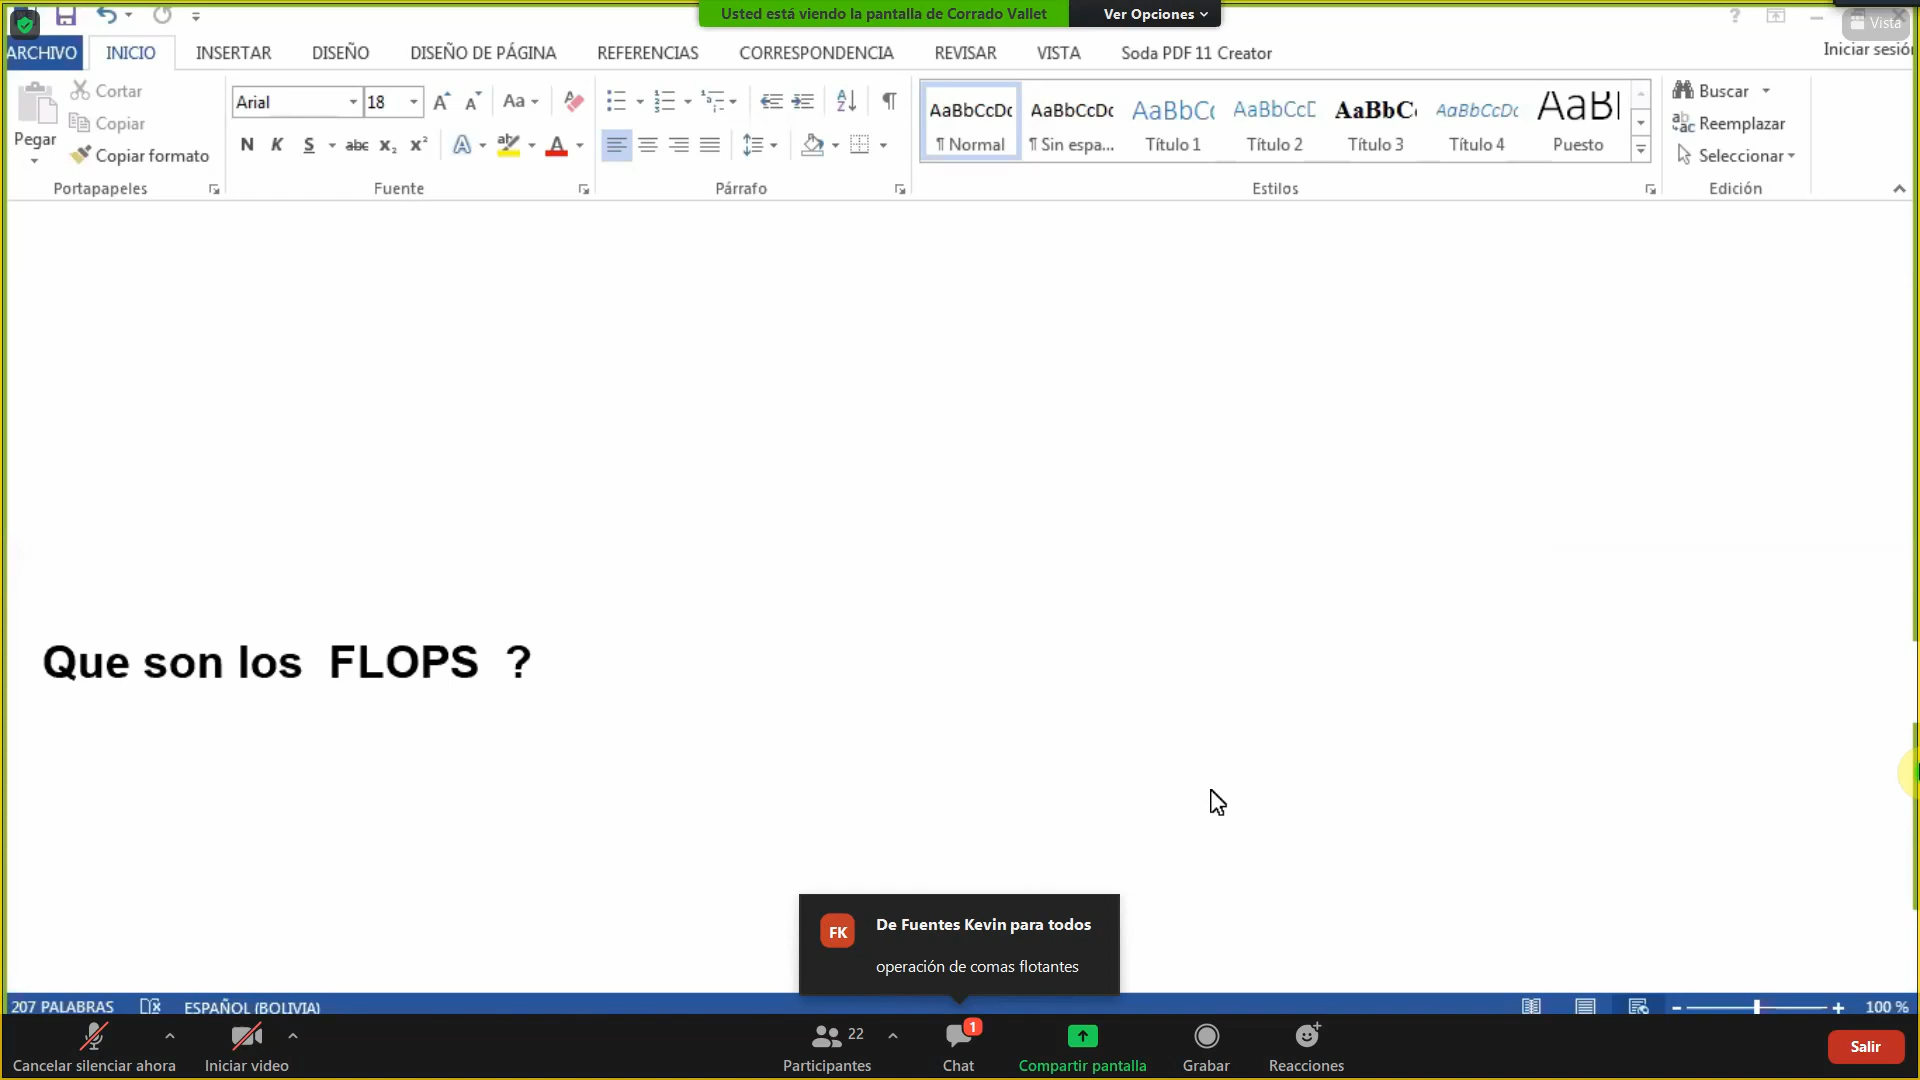 Usted está viendo la pantalla de Corrado Vallet
Ver Opciones
Vista
ARCHIVO
INICIO
INSERTAR
DISEÑO
DISEÑO DE PÁGINA
REFERENCIAS
CORRESPONDENCIA
REVISAR
VISTA
Soda PDF 11 Creator
Iniciar sesión
Pegar
Cortar
Copiar
Copiar formato
Portapapeles
Arial
18
Aa
N K S abc x₂ x²
A
A
Fuente
Párrafo
AaBbCcDc
¶ Normal
AaBbCcDc
¶ Sin espa...
AaBbC
Título 1
AaBbCcD
Título 2
AaBbC
Título 3
AaBbCcDc
Título 4
AaB
Puesto
Estilos
Buscar
Reemplazar
Seleccionar
Edición
Que son los FLOPS ?
FK
De Fuentes Kevin para todos
operación de comas flotantes
207 PALABRAS
ESPAÑOL (BOLIVIA)
100 %
Cancelar silenciar ahora
Iniciar video
22
Participantes
1
Chat
Compartir pantalla
Grabar
Reacciones
Salir